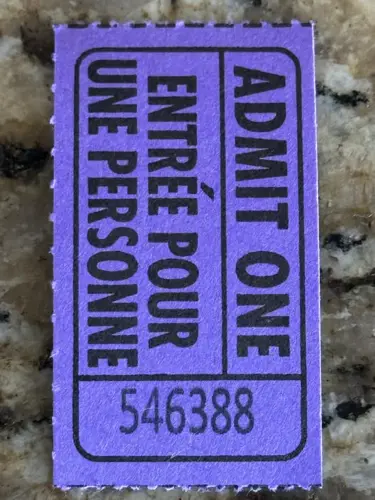 ADMIT ONE
ENTRÉE POUR
UNE PERSONNE
546388